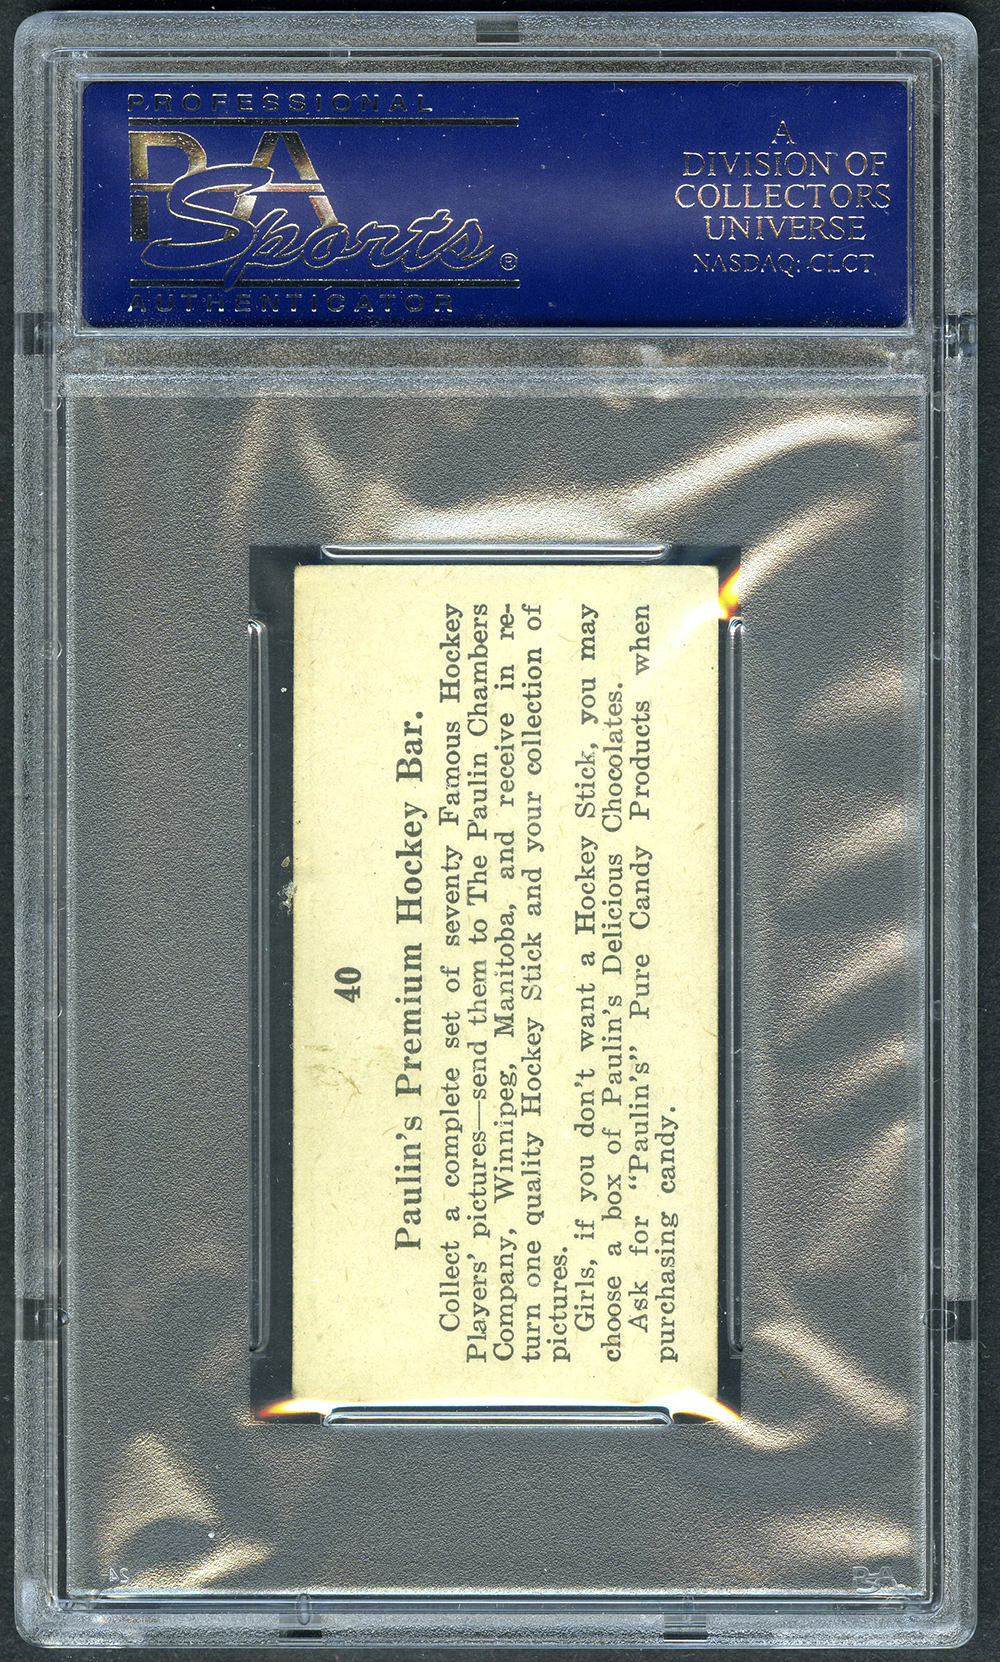 PROFESSIONAL
PSA
Sports®
AUTHENTICATOR
A
DIVISION OF
COLLECTORS
UNIVERSE
NASDAQ: CLCT
40
Paulin's Premium Hockey Bar.
Collect a complete set of seventy Famous Hockey
Players' pictures—send them to The Paulin Chambers
Company, Winnipeg, Manitoba, and receive in re-
turn one quality Hockey Stick and your collection of
pictures.
Girls, if you don't want a Hockey Stick, you may
choose a box of Paulin's Delicious Chocolates.
Ask for "Paulin's" Pure Candy Products when
purchasing candy.
PSA